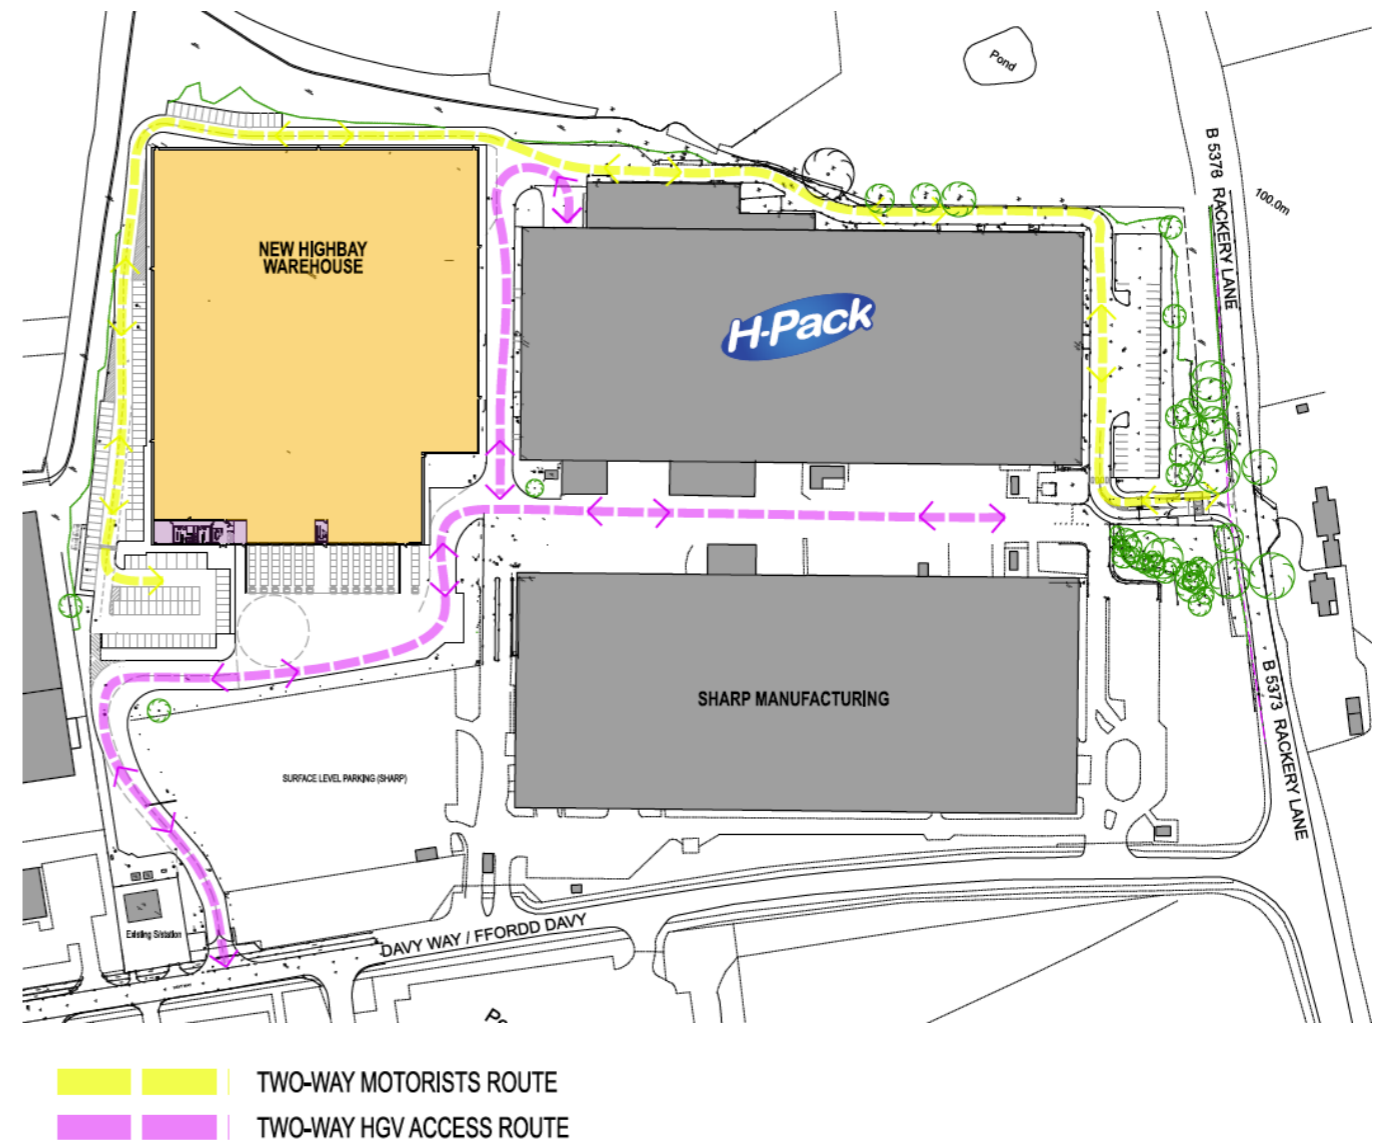 Pond
B 5378 RACKERY LANE
100.0m
NEW HIGHBAY
WAREHOUSE
H-Pack
SHARP MANUFACTURING
SURFACE LEVEL PARKING (SHARP)
B 5373 RACKERY LANE
Existing S/station
DAVY WAY / FFORDD DAVY
TWO-WAY MOTORISTS ROUTE
TWO-WAY HGV ACCESS ROUTE